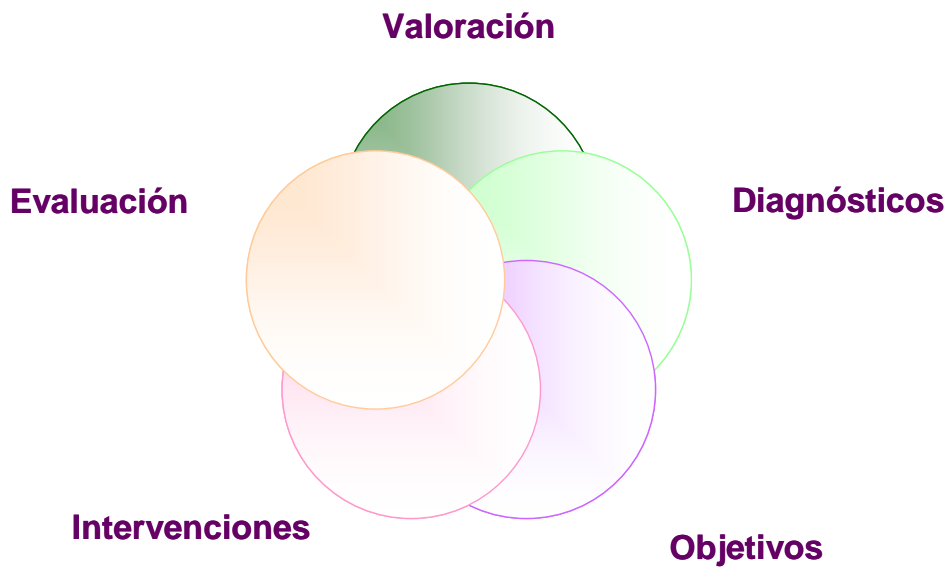 Valoración
Evaluación
Diagnósticos
Intervenciones
Objetivos